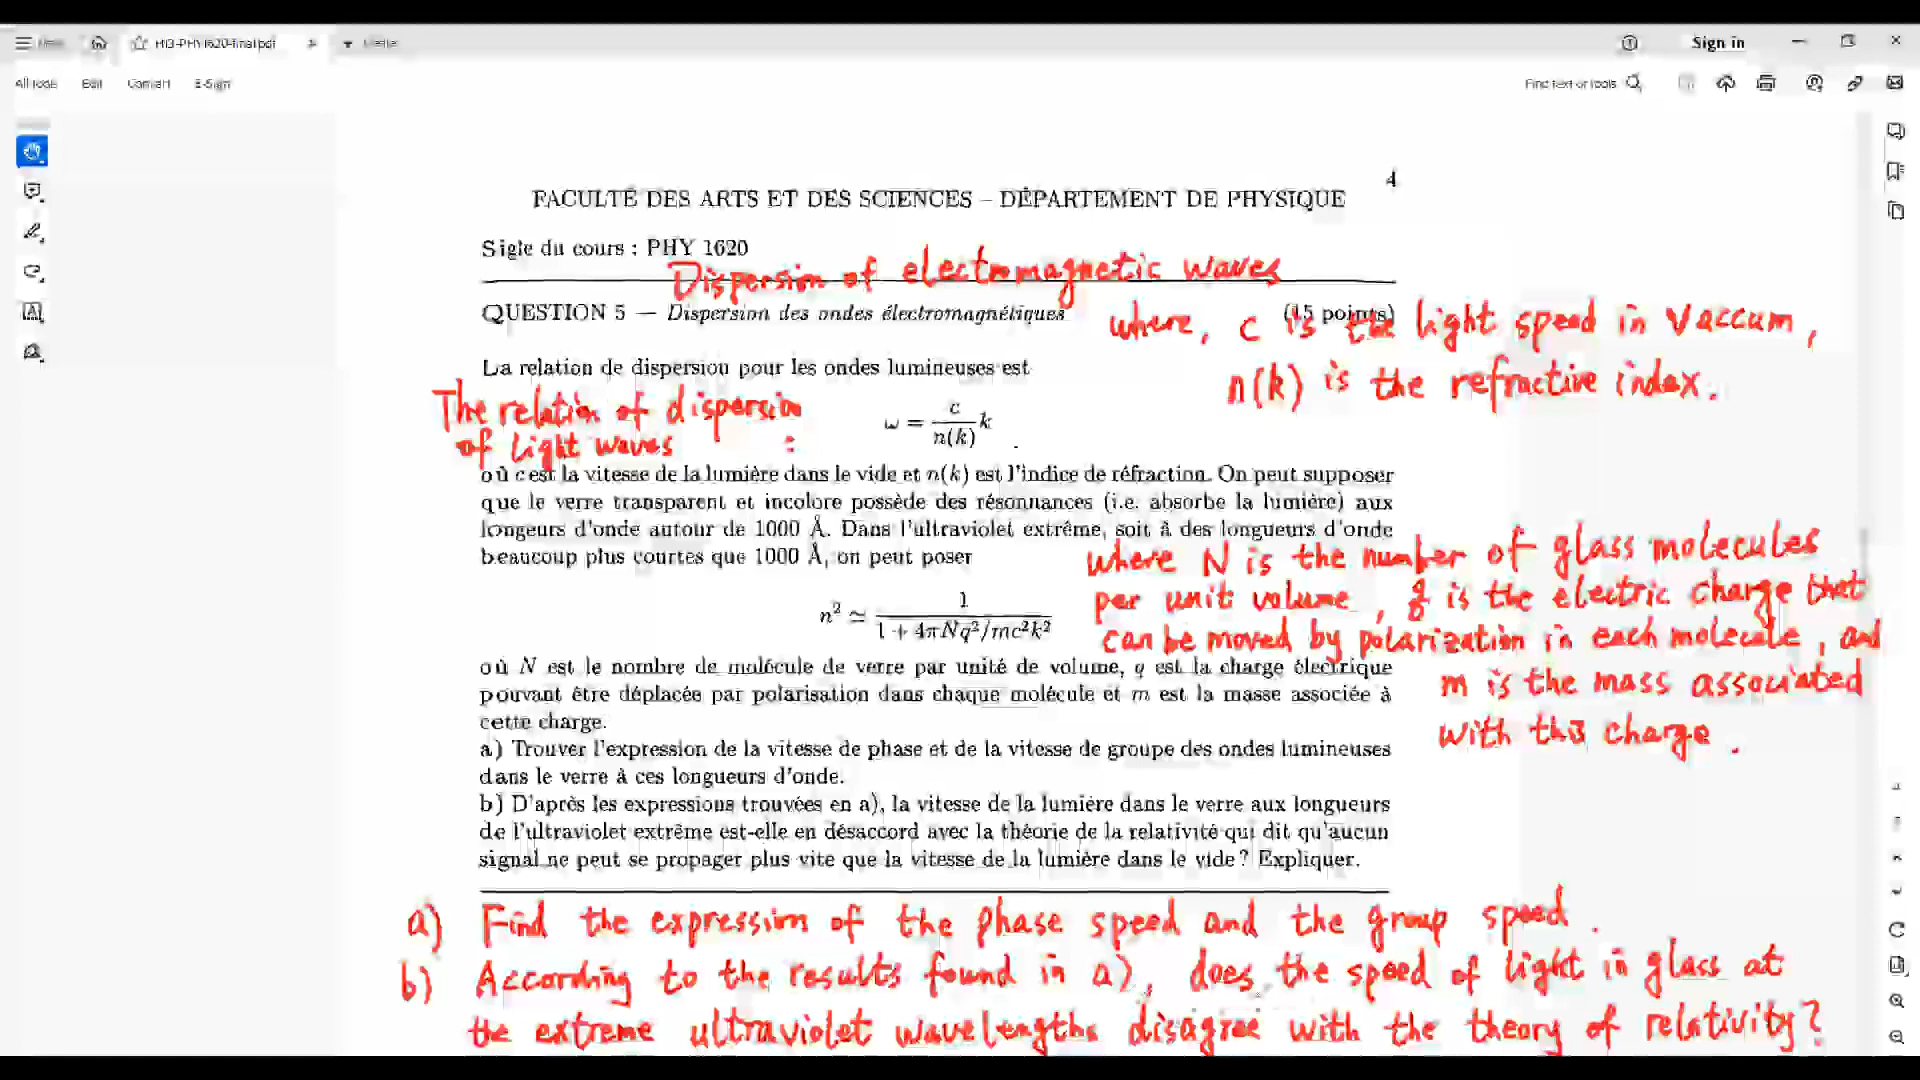 H13-PHY1620-final.pdf
Sign in
All tools Edit Convert E-Sign
Find text or tools
4
FACULTÉ DES ARTS ET DES SCIENCES – DÉPARTEMENT DE PHYSIQUE
Sigle du cours : PHY 1620
Dispersion of electromagnetic waves
QUESTION 5 — Dispersion des ondes électromagnétiques (15 points)
where, c is the light speed in vaccum,
La relation de dispersion pour les ondes lumineuses est
n(k) is the refractive index.
The relation of dispersion
of light waves :
ω = c/n(k) k
où c est la vitesse de la lumière dans le vide et n(k) est l'indice de réfraction. On peut supposer
que le verre transparent et incolore possède des résonnances (i.e. absorbe la lumière) aux
longeurs d'onde autour de 1000 Å. Dans l'ultraviolet extrême, soit à des longueurs d'onde
beaucoup plus courtes que 1000 Å, on peut poser
where N is the number of glass molecules
per unit volume, q is the electric charge that
can be moved by polarization in each molecule, and
m is the mass associated
with this charge.
n² ≃ 1/(1 + 4πNq²/mc²k²)
où N est le nombre de molécule de verre par unité de volume, q est la charge électrique
pouvant être déplacée par polarisation dans chaque molécule et m est la masse associée à
cette charge.
a) Trouver l'expression de la vitesse de phase et de la vitesse de groupe des ondes lumineuses
dans le verre à ces longueurs d'onde.
b) D'après les expressions trouvées en a), la vitesse de la lumière dans le verre aux longueurs
de l'ultraviolet extrême est-elle en désaccord avec la théorie de la relativité qui dit qu'aucun
signal ne peut se propager plus vite que la vitesse de la lumière dans le vide ? Expliquer.
a) Find the expression of the phase speed and the group speed.
b) According to the results found in a), does the speed of light in glass at
the extreme ultraviolet wavelengths disagree with the theory of relativity?